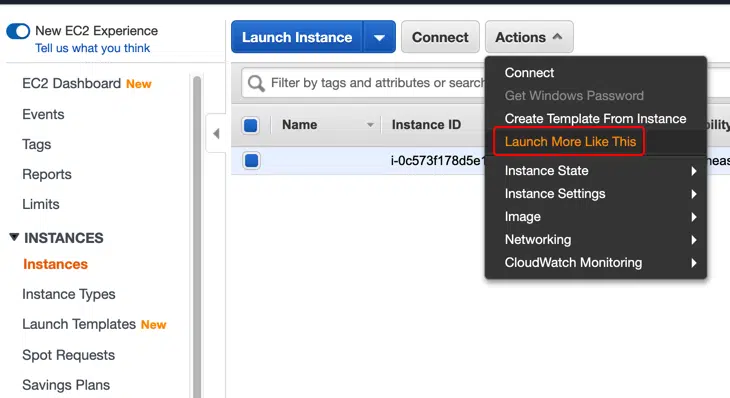 New EC2 Experience
Tell us what you think
EC2 Dashboard New
Events
Tags
Reports
Limits
INSTANCES
Instances
Instance Types
Launch Templates New
Spot Requests
Savings Plans
Launch Instance
Connect
Actions
Filter by tags and attributes or search
Name
Instance ID
i-0c573f178d5e
Connect
Get Windows Password
Create Template From Instance
Launch More Like This
Instance State
Instance Settings
Image
Networking
CloudWatch Monitoring